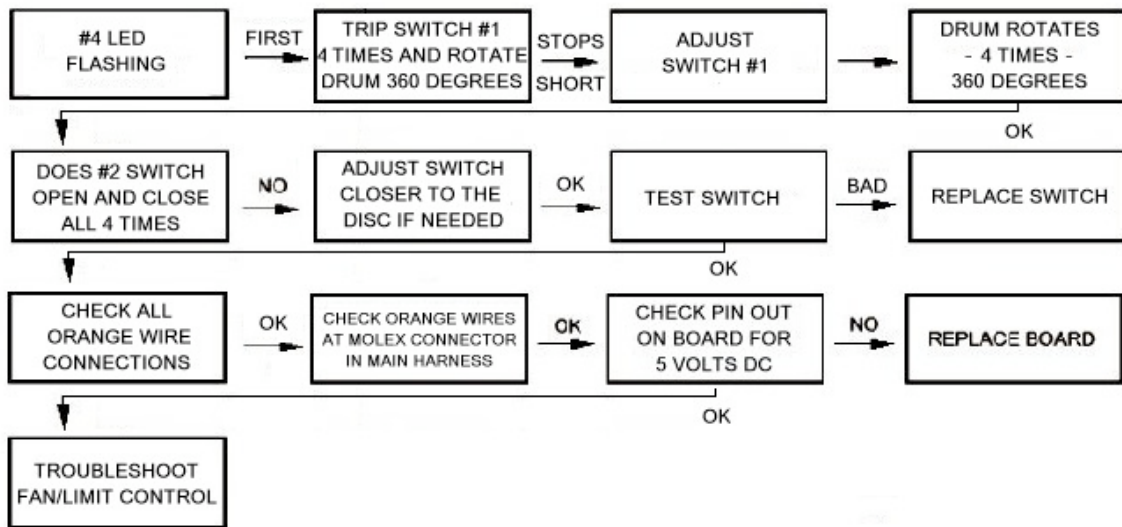 #4 LED
FLASHING
FIRST
TRIP SWITCH #1
4 TIMES AND ROTATE
DRUM 360 DEGREES
STOPS
SHORT
ADJUST
SWITCH #1
DRUM ROTATES
- 4 TIMES -
360 DEGREES
OK
DOES #2 SWITCH
OPEN AND CLOSE
ALL 4 TIMES
NO
ADJUST SWITCH
CLOSER TO THE
DISC IF NEEDED
OK
TEST SWITCH
BAD
REPLACE SWITCH
OK
CHECK ALL
ORANGE WIRE
CONNECTIONS
OK
CHECK ORANGE WIRES
AT MOLEX CONNECTOR
IN MAIN HARNESS
OK
CHECK PIN OUT
ON BOARD FOR
5 VOLTS DC
NO
REPLACE BOARD
OK
TROUBLESHOOT
FAN/LIMIT CONTROL